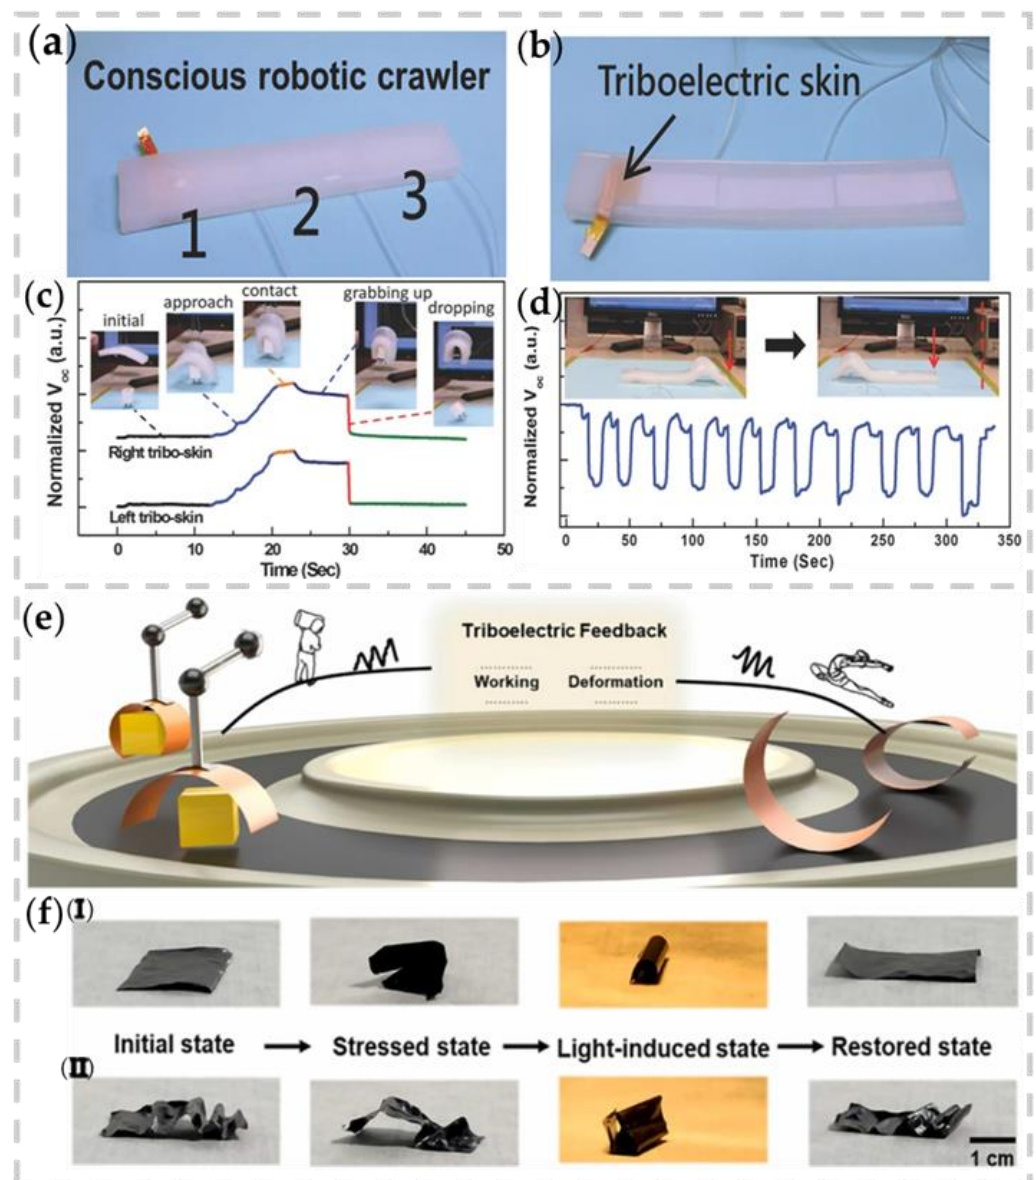 (a)
Conscious robotic crawler
1
2
3
(b)
Triboelectric skin
(c)
Normalized Voc (a.u.)
initial
approach
contact
grabbing up
dropping
Right tribo-skin
Left tribo-skin
0 10 20 30 40 50
Time (Sec)
(d)
Normalized Voc (a.u.)
0 50 100 150 200 250 300 350
Time (Sec)
(e)
Triboelectric Feedback
Working Deformation
(f)
(I)
Initial state Stressed state Light-induced state Restored state
(II)
1 cm